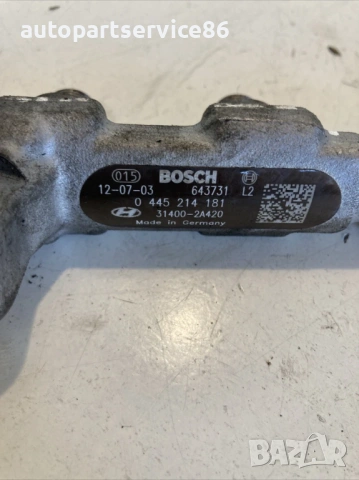 autopartservice86
015 BOSCH
12-07-03 643731 L2
0 445 214 181
31400-2A420
Made in Germany
bazar